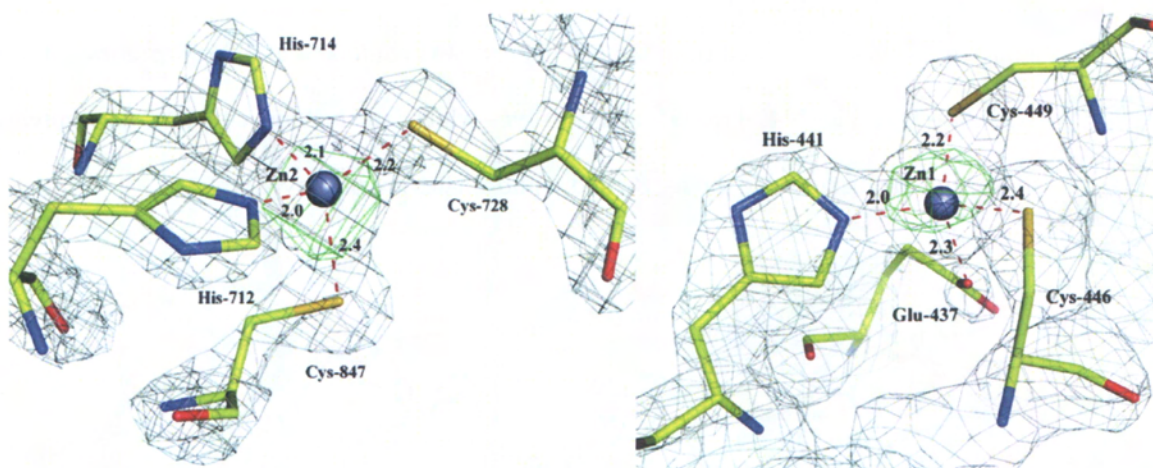 His-714
2.1
2.2
Zn2
2.0
Cys-728
2.4
His-712
Cys-847
Cys-449
His-441
2.2
Zn1
2.0
2.4
2.3
Glu-437
Cys-446